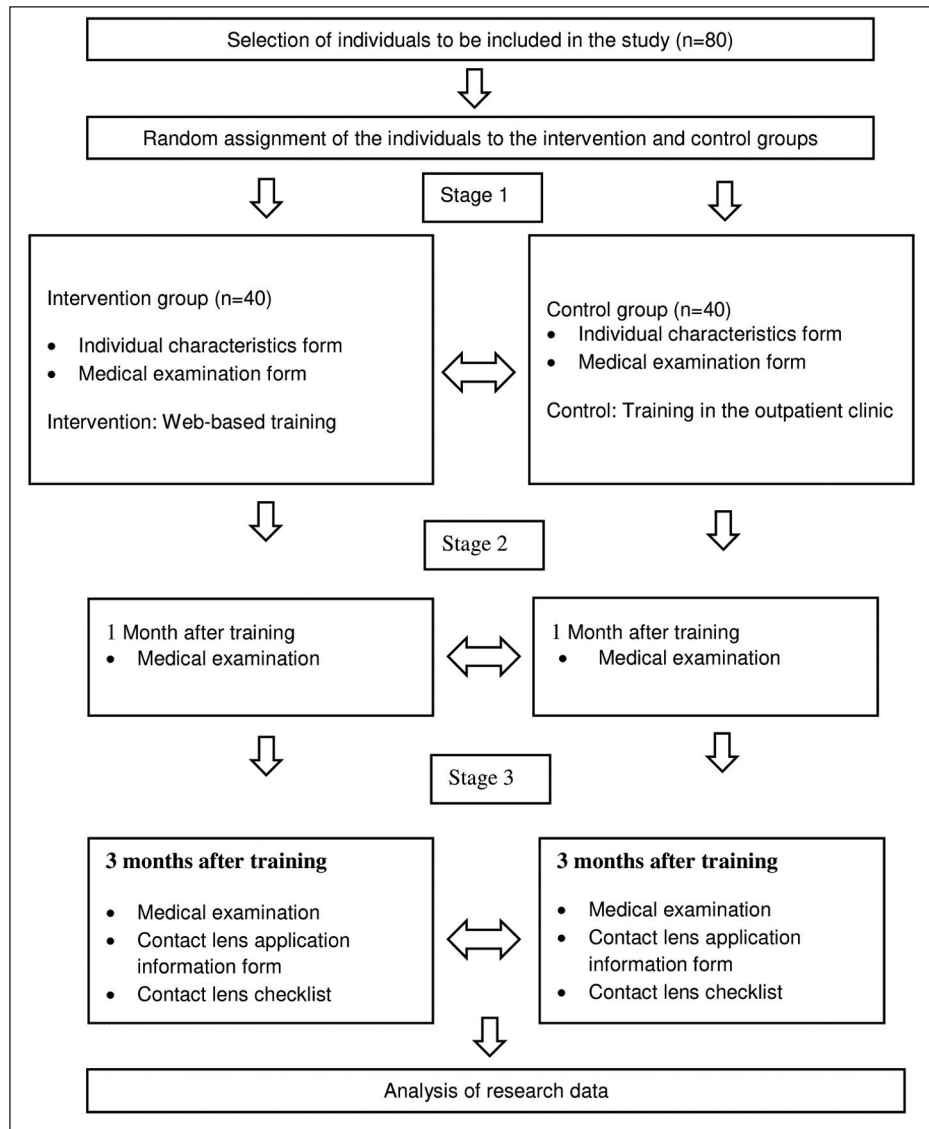 Selection of individuals to be included in the study (n=80)
Random assignment of the individuals to the intervention and control groups
Stage 1
Intervention group (n=40)
• Individual characteristics form
• Medical examination form
Intervention: Web-based training
Control group (n=40)
• Individual characteristics form
• Medical examination form
Control: Training in the outpatient clinic
Stage 2
1 Month after training
• Medical examination
1 Month after training
• Medical examination
Stage 3
3 months after training
• Medical examination
• Contact lens application
information form
• Contact lens checklist
3 months after training
• Medical examination
• Contact lens application
information form
• Contact lens checklist
Analysis of research data